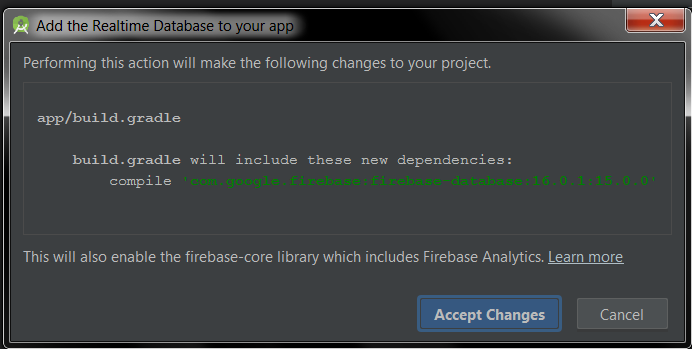 Add the Realtime Database to your app
Performing this action will make the following changes to your project.
app/build.gradle
build.gradle will include these new dependencies:
compile 'com.google.firebase:firebase-database:16.0.1:15.0.0'
This will also enable the firebase-core library which includes Firebase Analytics. Learn more
Accept Changes
Cancel